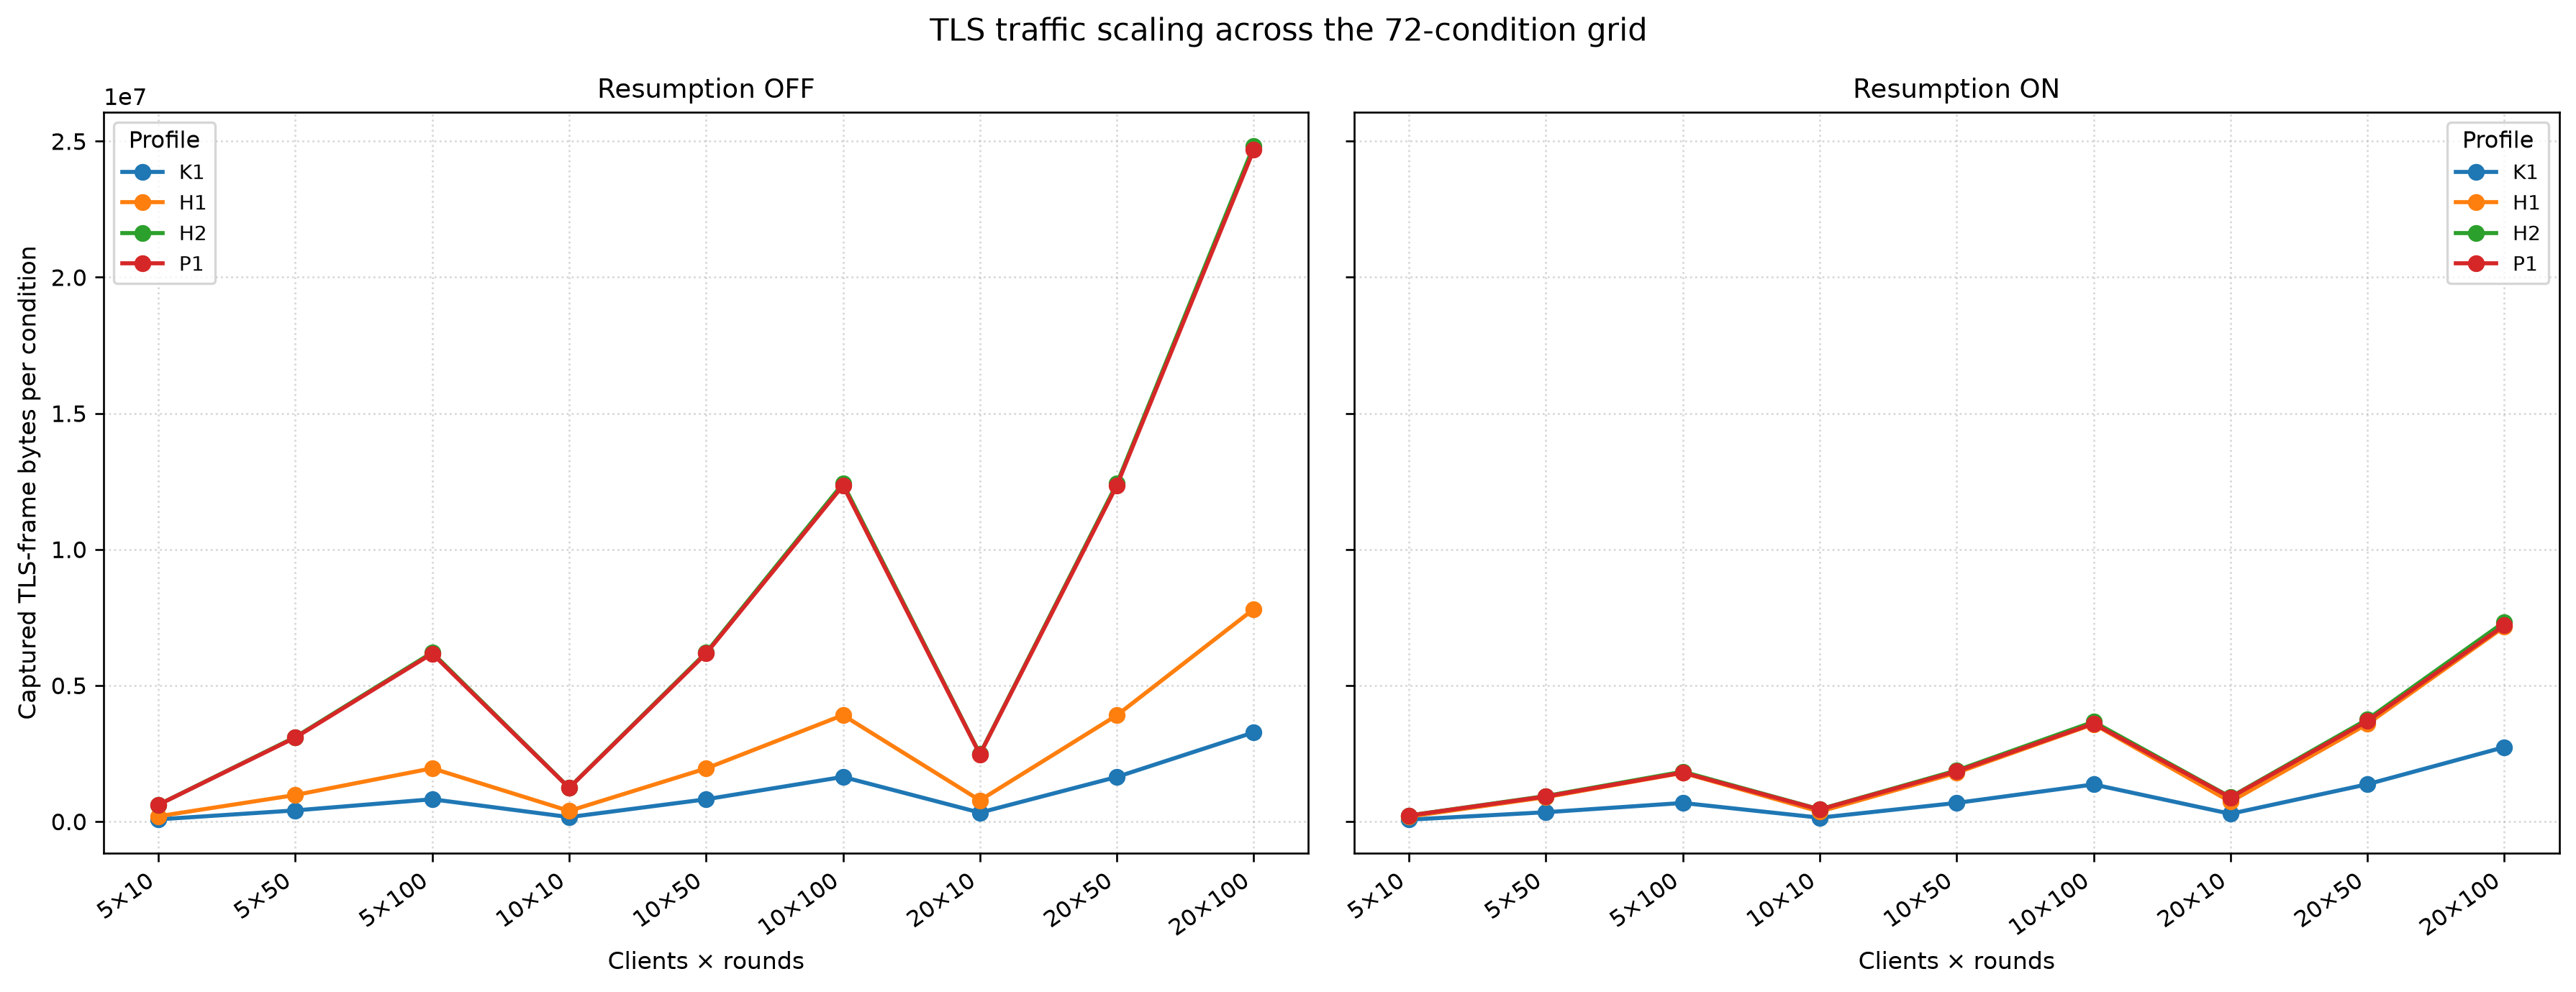 TLS traffic scaling across the 72-condition grid
Resumption OFF
1e7
Captured TLS-frame bytes per condition
2.5
2.0
1.5
1.0
0.5
0.0
Profile
K1
H1
H2
P1
5×10
5×50
5×100
10×10
10×50
10×100
20×10
20×50
20×100
Clients × rounds
Resumption ON
Profile
K1
H1
H2
P1
5×10
5×50
5×100
10×10
10×50
10×100
20×10
20×50
20×100
Clients × rounds